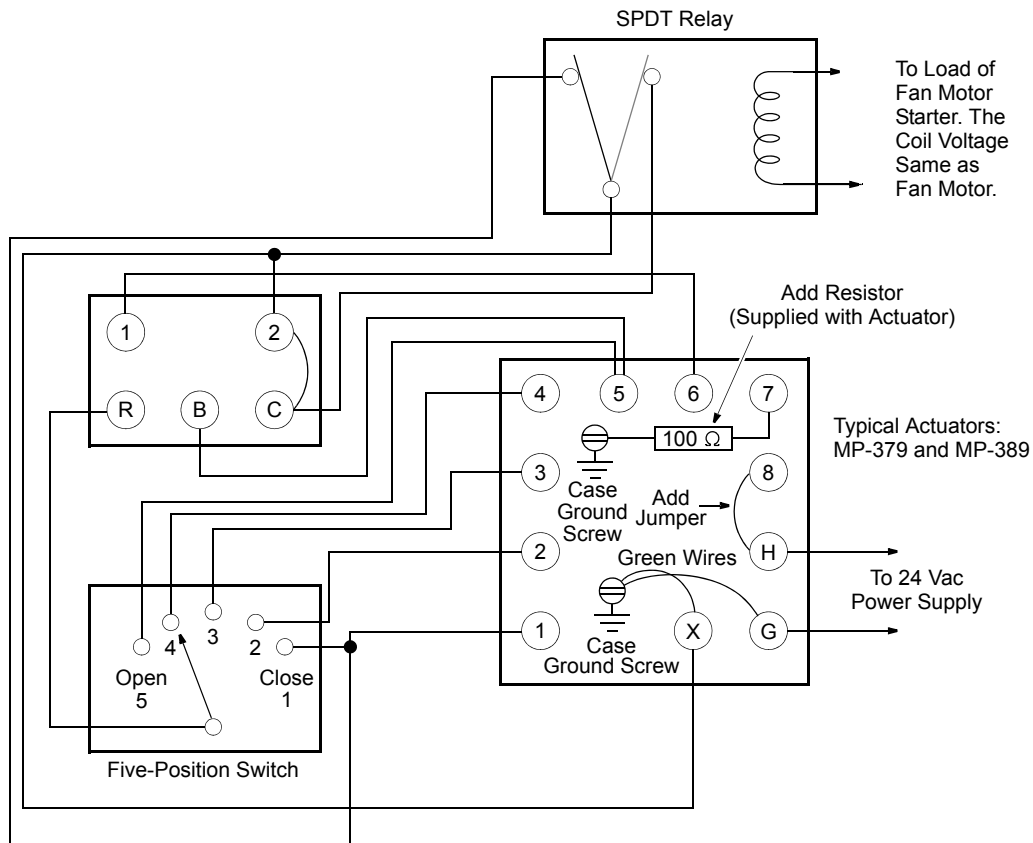 SPDT Relay
To Load of
Fan Motor
Starter. The
Coil Voltage
Same as
Fan Motor.
1
2
R
B
C
Add Resistor
(Supplied with Actuator)
4
5
6
7
100 Ω
Typical Actuators:
MP-379 and MP-389
3
8
Case
Ground
Screw
Add
Jumper
2
H
Green Wires
To 24 Vac
Power Supply
1
X
G
Case
Ground Screw
4
3
2
Open
5
Close
1
Five-Position Switch